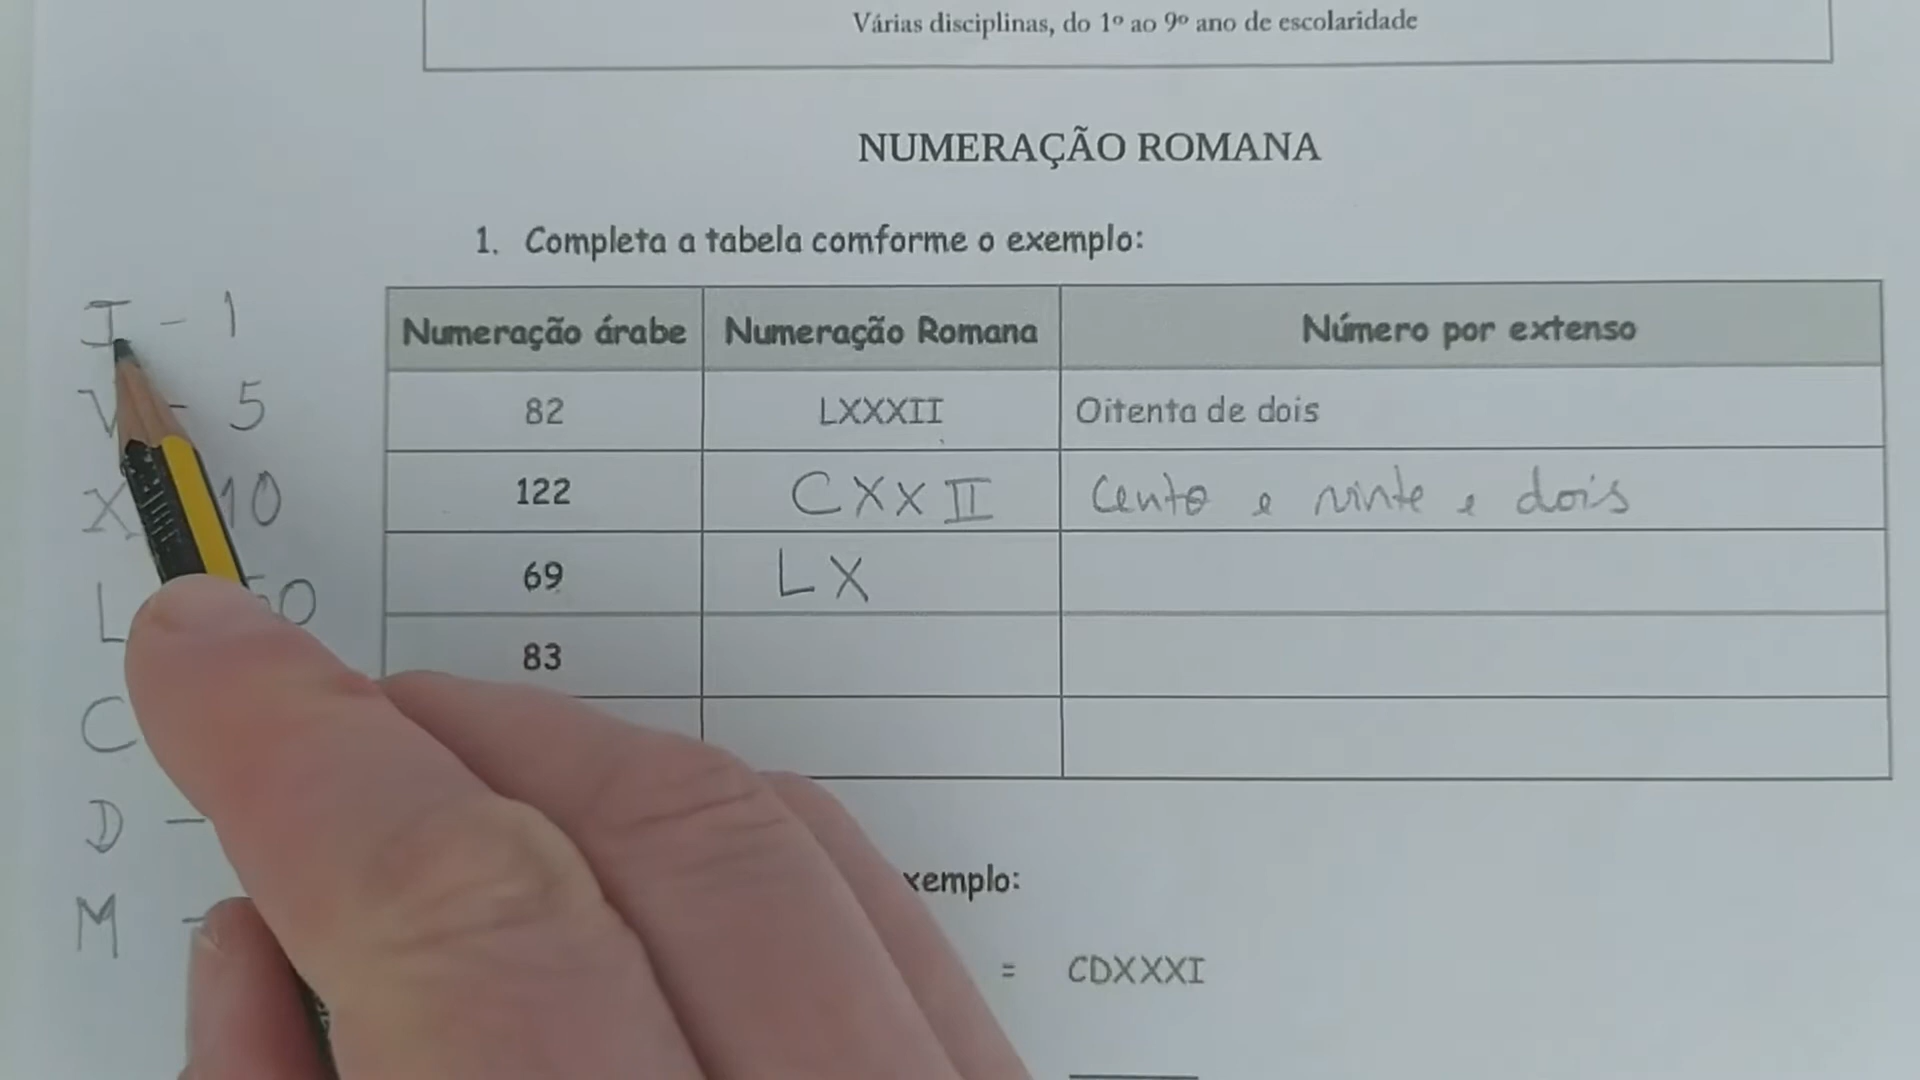 Várias disciplinas, do 1º ao 9º ano de escolaridade
NUMERAÇÃO ROMANA
1. Completa a tabela comforme o exemplo:
I - 1
Numeração árabe Numeração Romana Número por extenso
V - 5
82 LXXXII Oitenta de dois
X 10
122 CXXII Cento e vinte e dois
L 50
69 LX
83
C
D -
xemplo:
M -
= CDXXXI